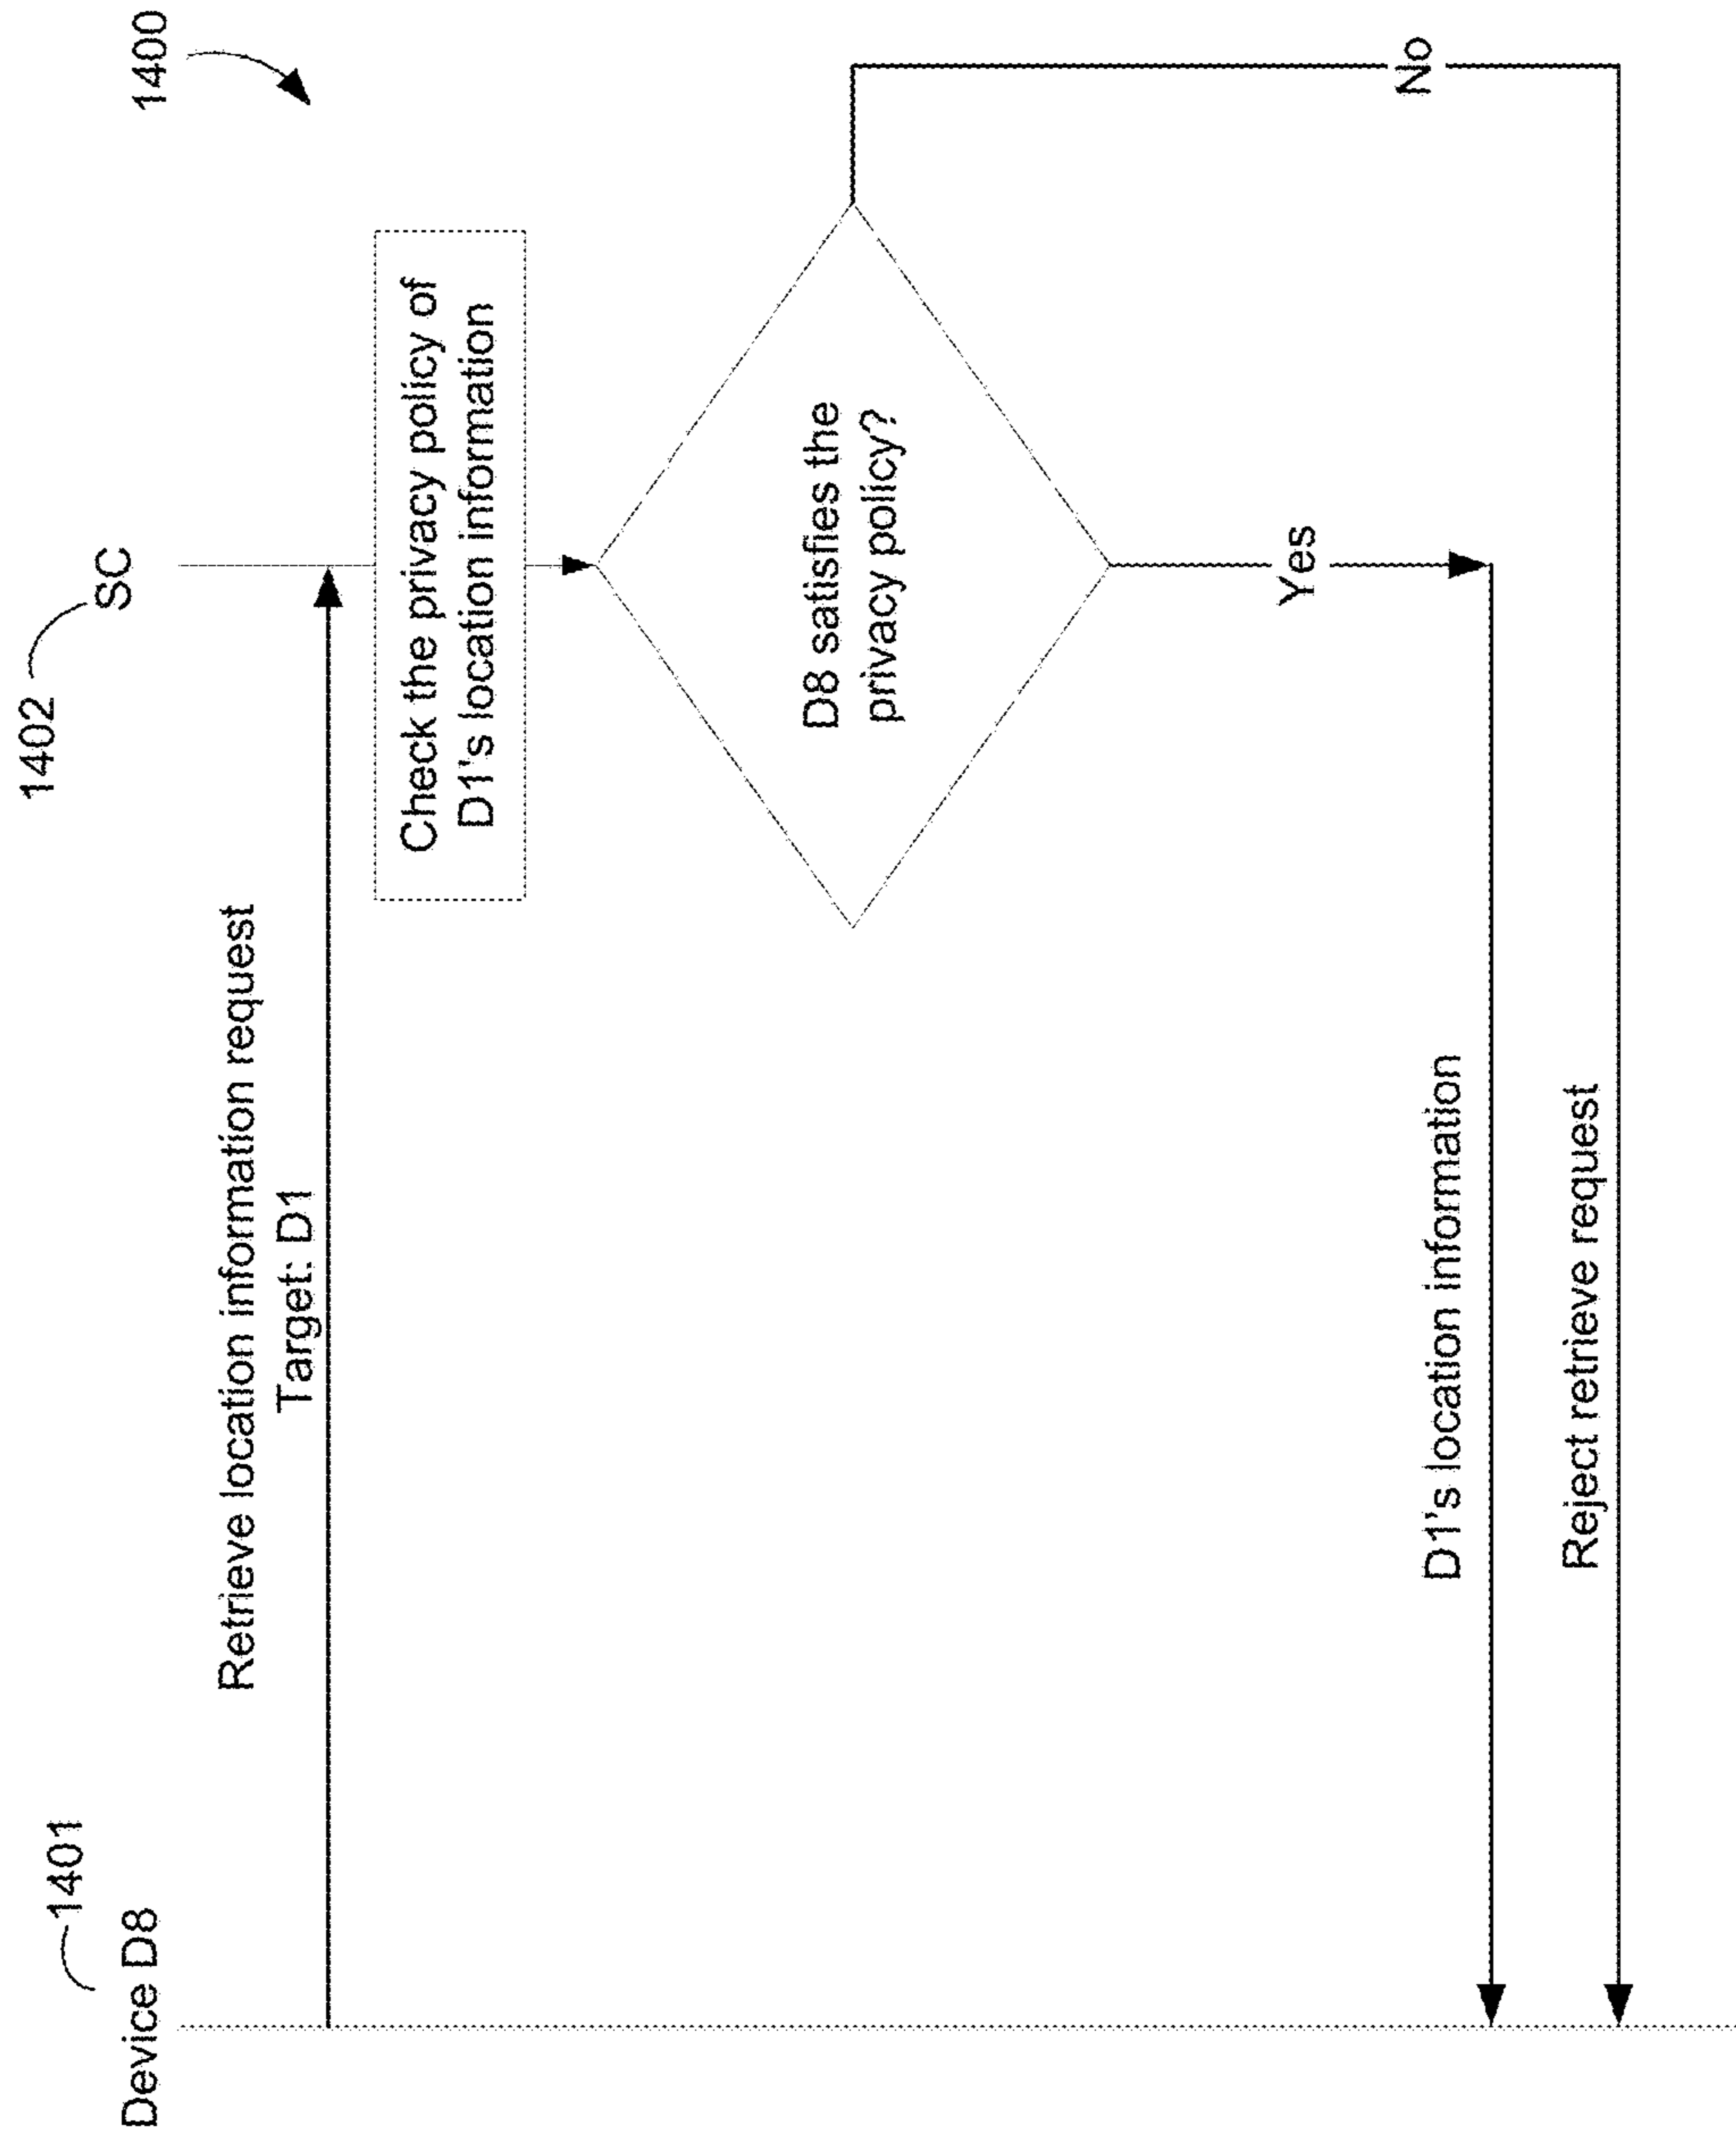 1400
1401
1402
Device D8
SC
Retrieve location information request
Target: D1
Check the privacy policy of
D1's location information
D8 satisfies the
privacy policy?
Yes
No
D1's location information
Reject retrieve request